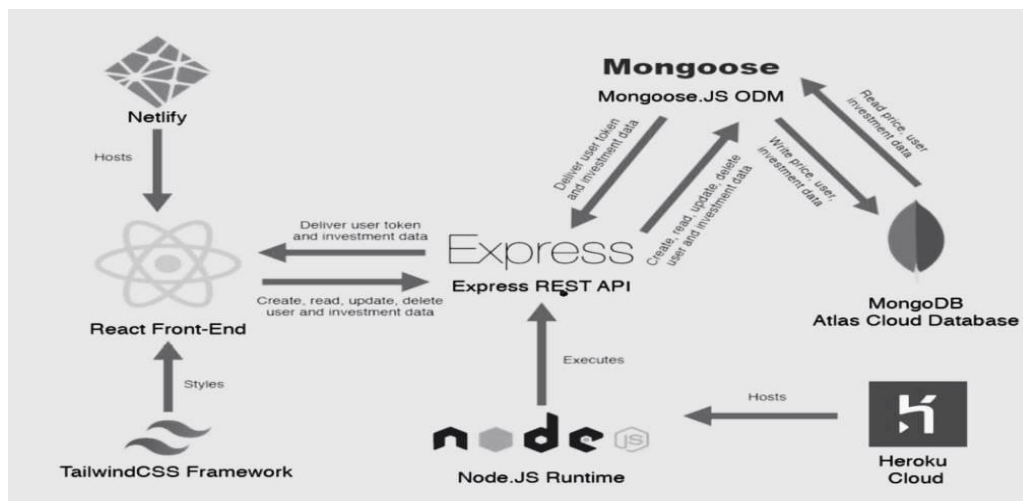 Netlify
Hosts
Deliver user token
and investment data
Create, read, update, delete
user and investment data
React Front-End
Styles
TailwindCSS Framework
Mongoose
Mongoose.JS ODM
Deliver user token
and investment data
Create, read, update, delete
user and investment data
Read price, user
investment data
Write price, user,
investment data
Express
Express REST API
MongoDB
Atlas Cloud Database
Executes
node
JS
Node.JS Runtime
Hosts
Heroku
Cloud